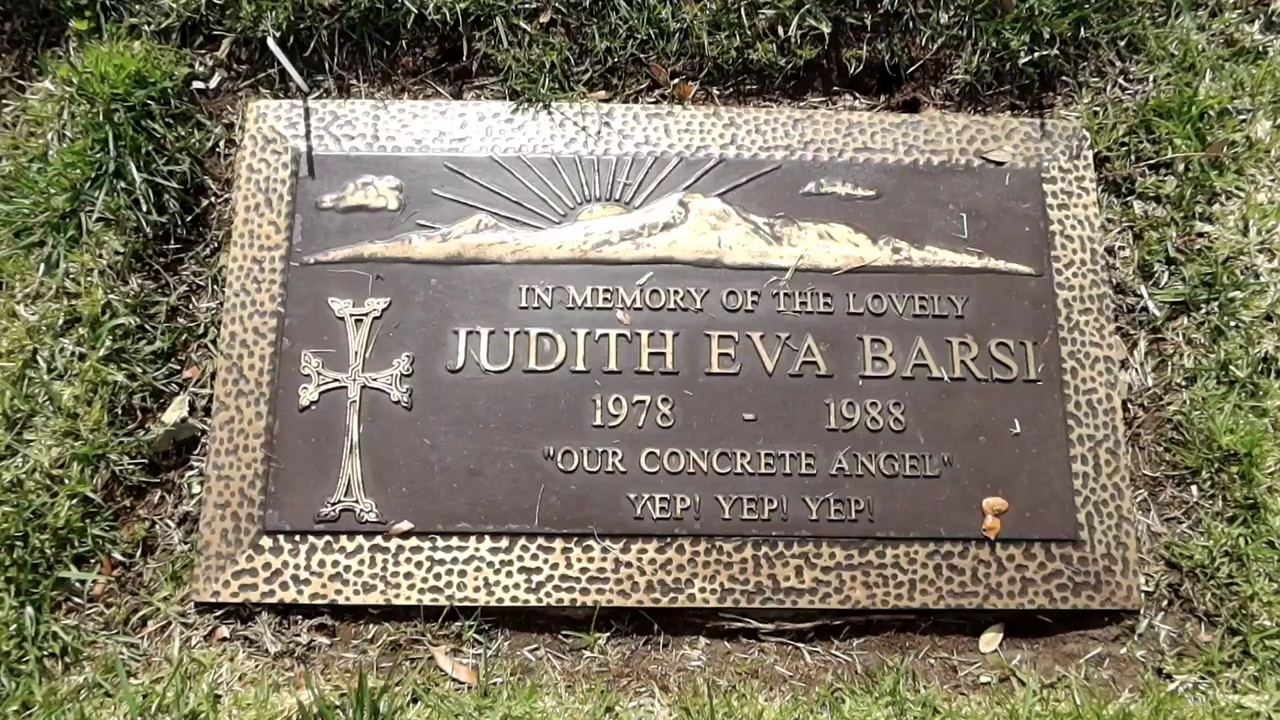 IN MEMORY OF THE LOVELY
JUDITH EVA BARSI
1978 - 1988
"OUR CONCRETE ANGEL"
YEP! YEP! YEP!